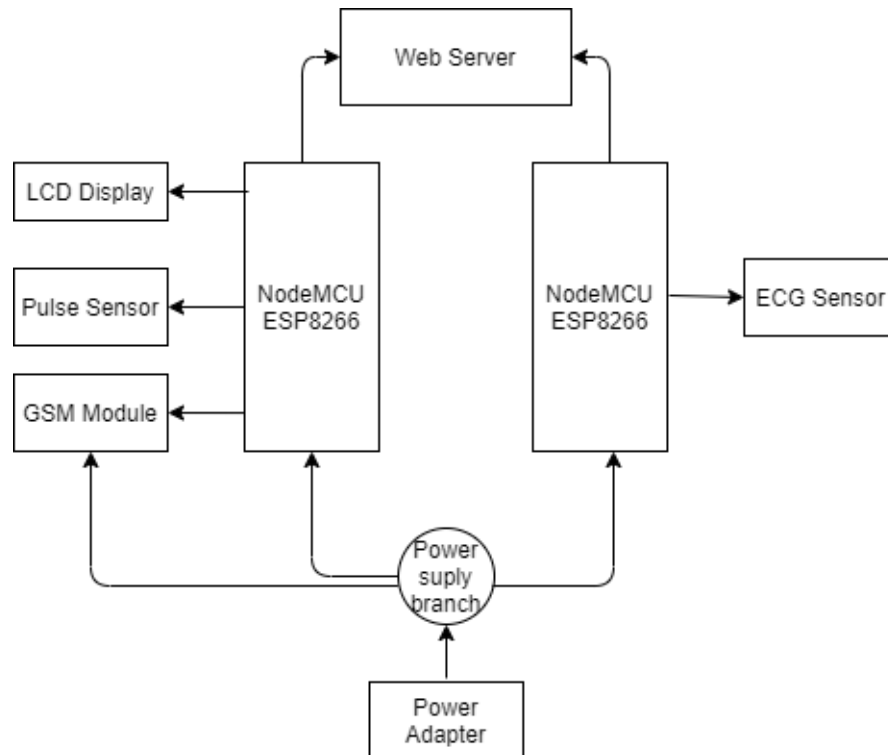 Web Server
LCD Display
Pulse Sensor
GSM Module
NodeMCU
ESP8266
NodeMCU
ESP8266
ECG Sensor
Power
suply
branch
Power
Adapter